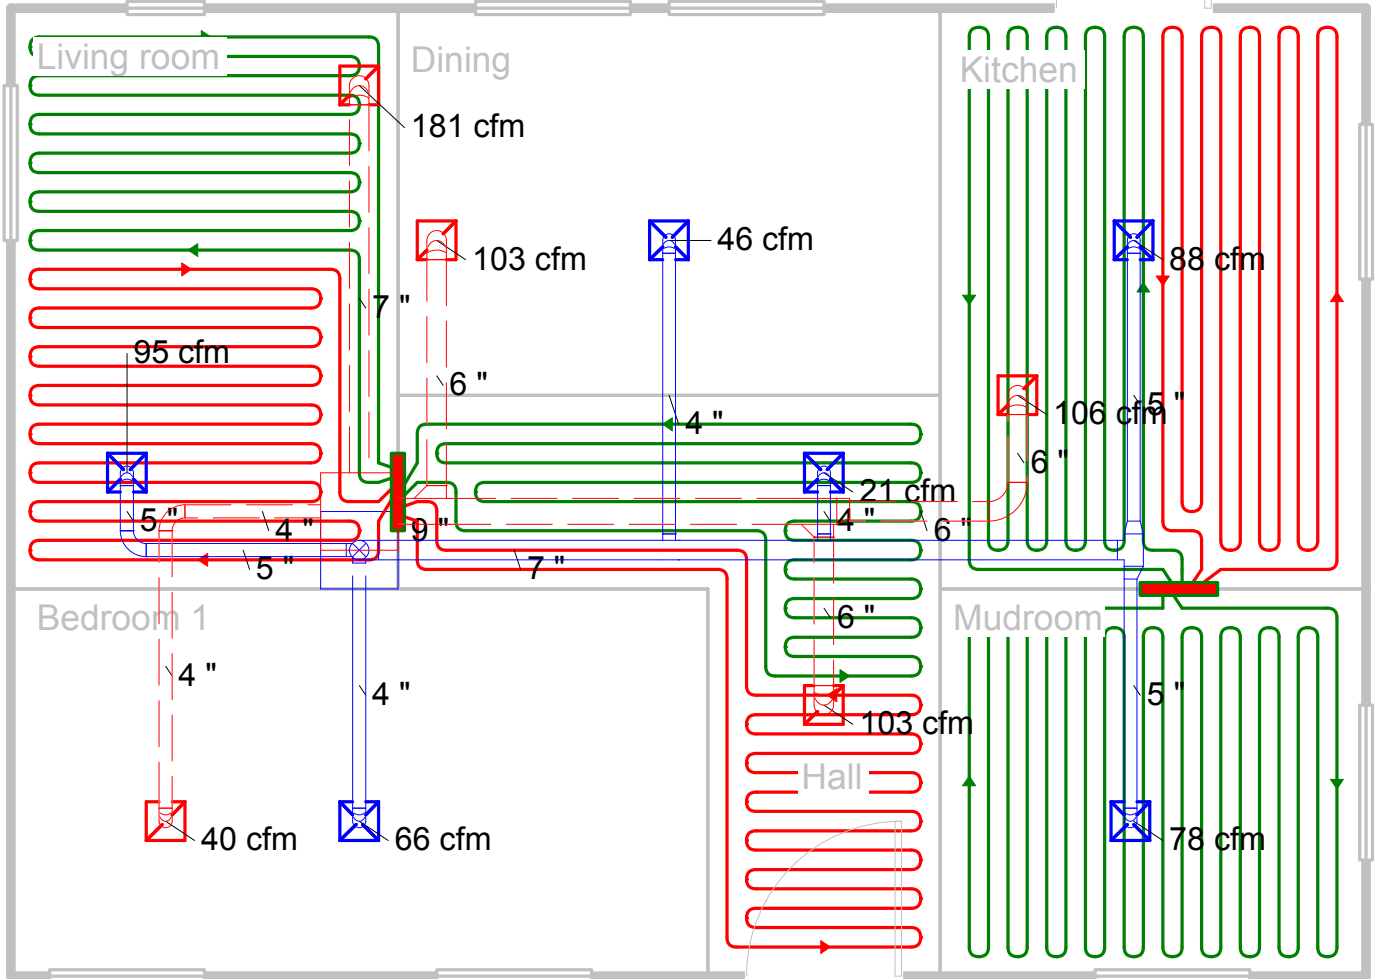 Living room
Dining
Kitchen
181 cfm
103 cfm
46 cfm
88 cfm
7 "
95 cfm
6 "
4 "
5 "
106 cfm
6 "
21 cfm
5 "
4 "
9 "
4 "
6 "
5 "
7 "
Bedroom 1
6 "
Mudroom
4 "
4 "
5 "
103 cfm
Hall
40 cfm
66 cfm
78 cfm